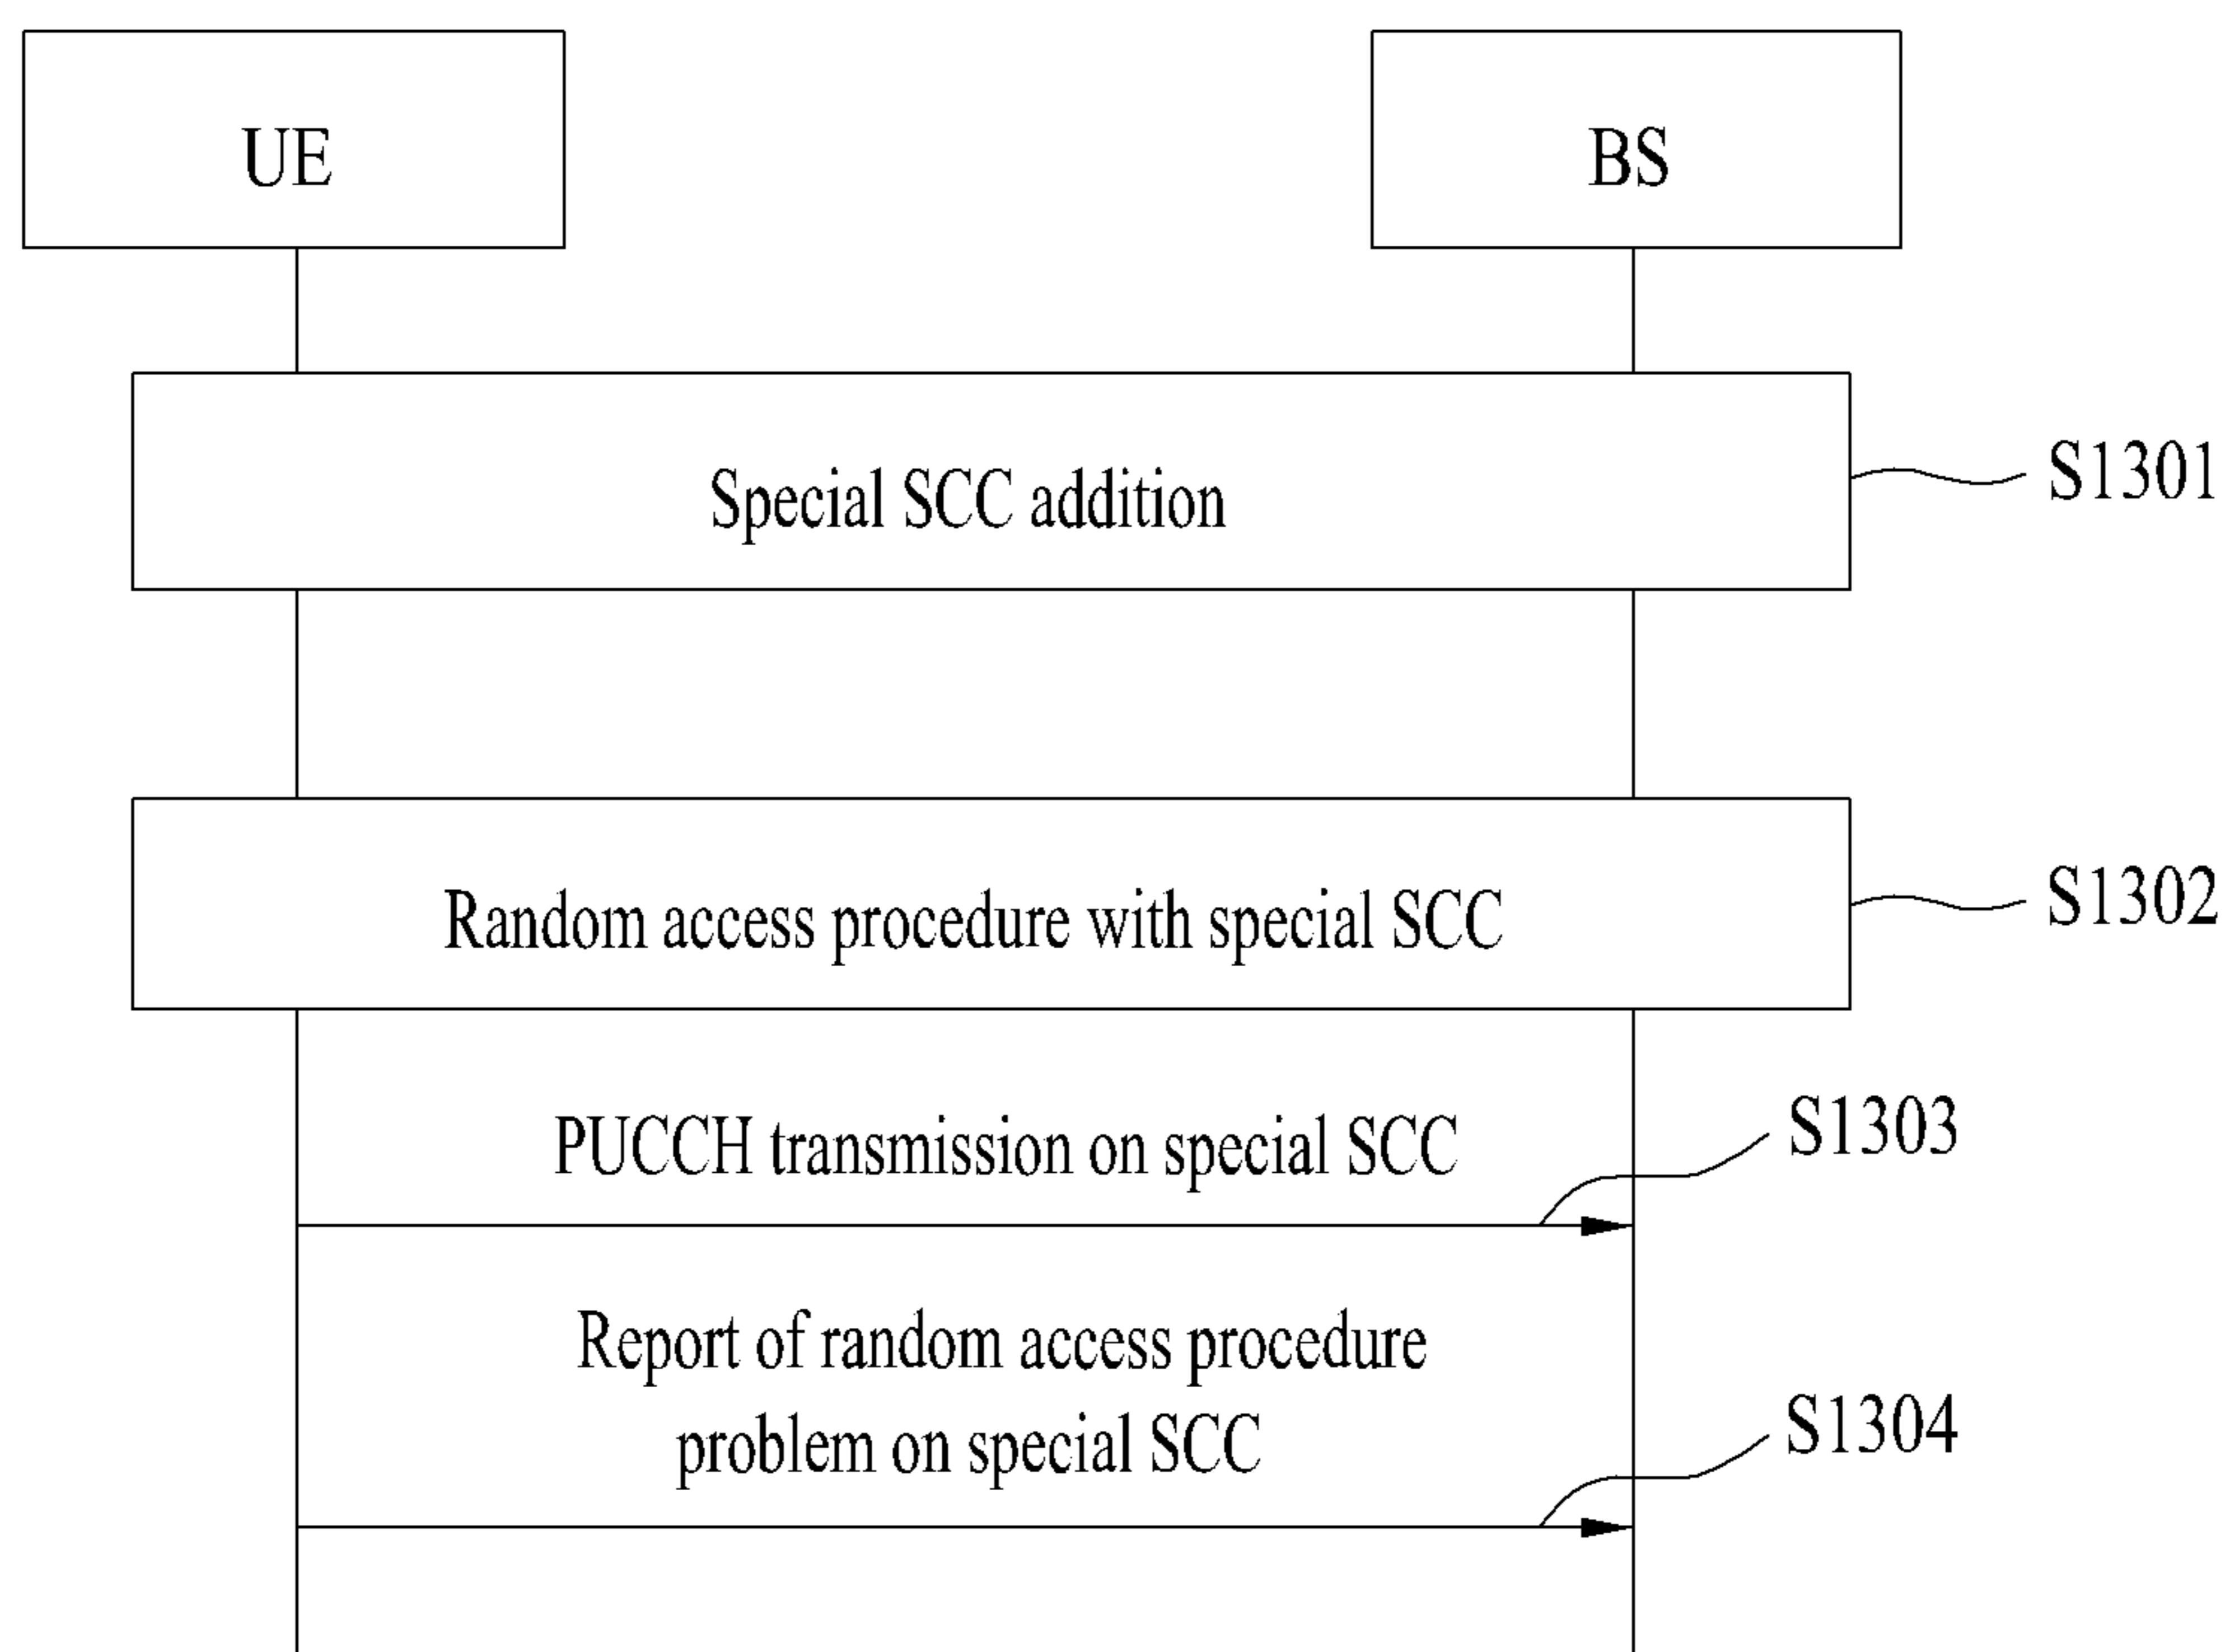 UE
BS
Special SCC addition
S1301
Random access procedure with special SCC
S1302
PUCCH transmission on special SCC
S1303
Report of random access procedure
problem on special SCC
S1304